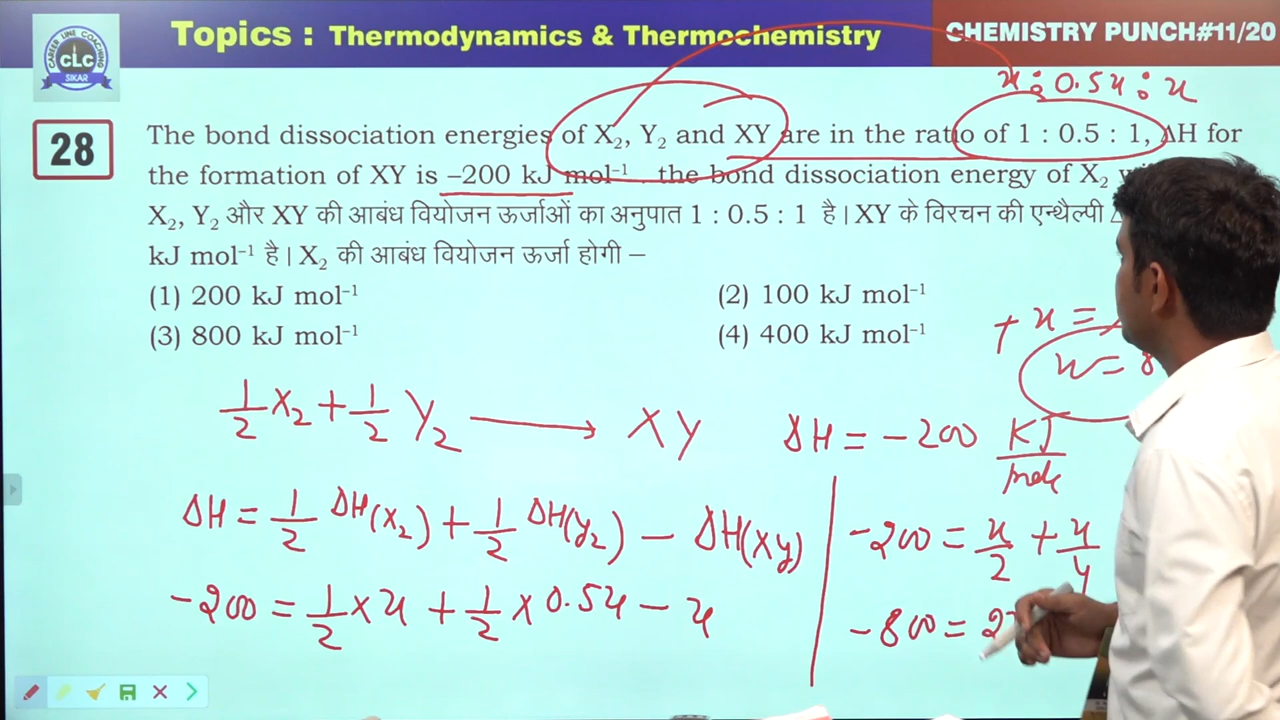 CAREER LINE COACHING
CLC
SIKAR
Topics : Thermodynamics & Thermochemistry
CHEMISTRY PUNCH#11/20
x : 0.5x : x
28
The bond dissociation energies of X₂, Y₂ and XY are in the ratio of 1 : 0.5 : 1, ΔH for
the formation of XY is –200 kJ mol⁻¹ . the bond dissociation energy of X₂
X₂, Y₂ और XY की आबंध वियोजन ऊर्जाओं का अनुपात 1 : 0.5 : 1 है। XY के विरचन की एन्थैल्पी
kJ mol⁻¹ है। X₂ की आबंध वियोजन ऊर्जा होगी –
(1) 200 kJ mol⁻¹ (2) 100 kJ mol⁻¹
(3) 800 kJ mol⁻¹ (4) 400 kJ mol⁻¹
+ x =
x = 8
1/2 X₂ + 1/2 Y₂ → XY ΔH = -200 KJ/mole
ΔH = 1/2 ΔH(X₂) + 1/2 ΔH(Y₂) - ΔH(XY)
-200 = 1/2 × x + 1/2 × 0.5x - x
-200 = x/2 + x/4
-800 = 2